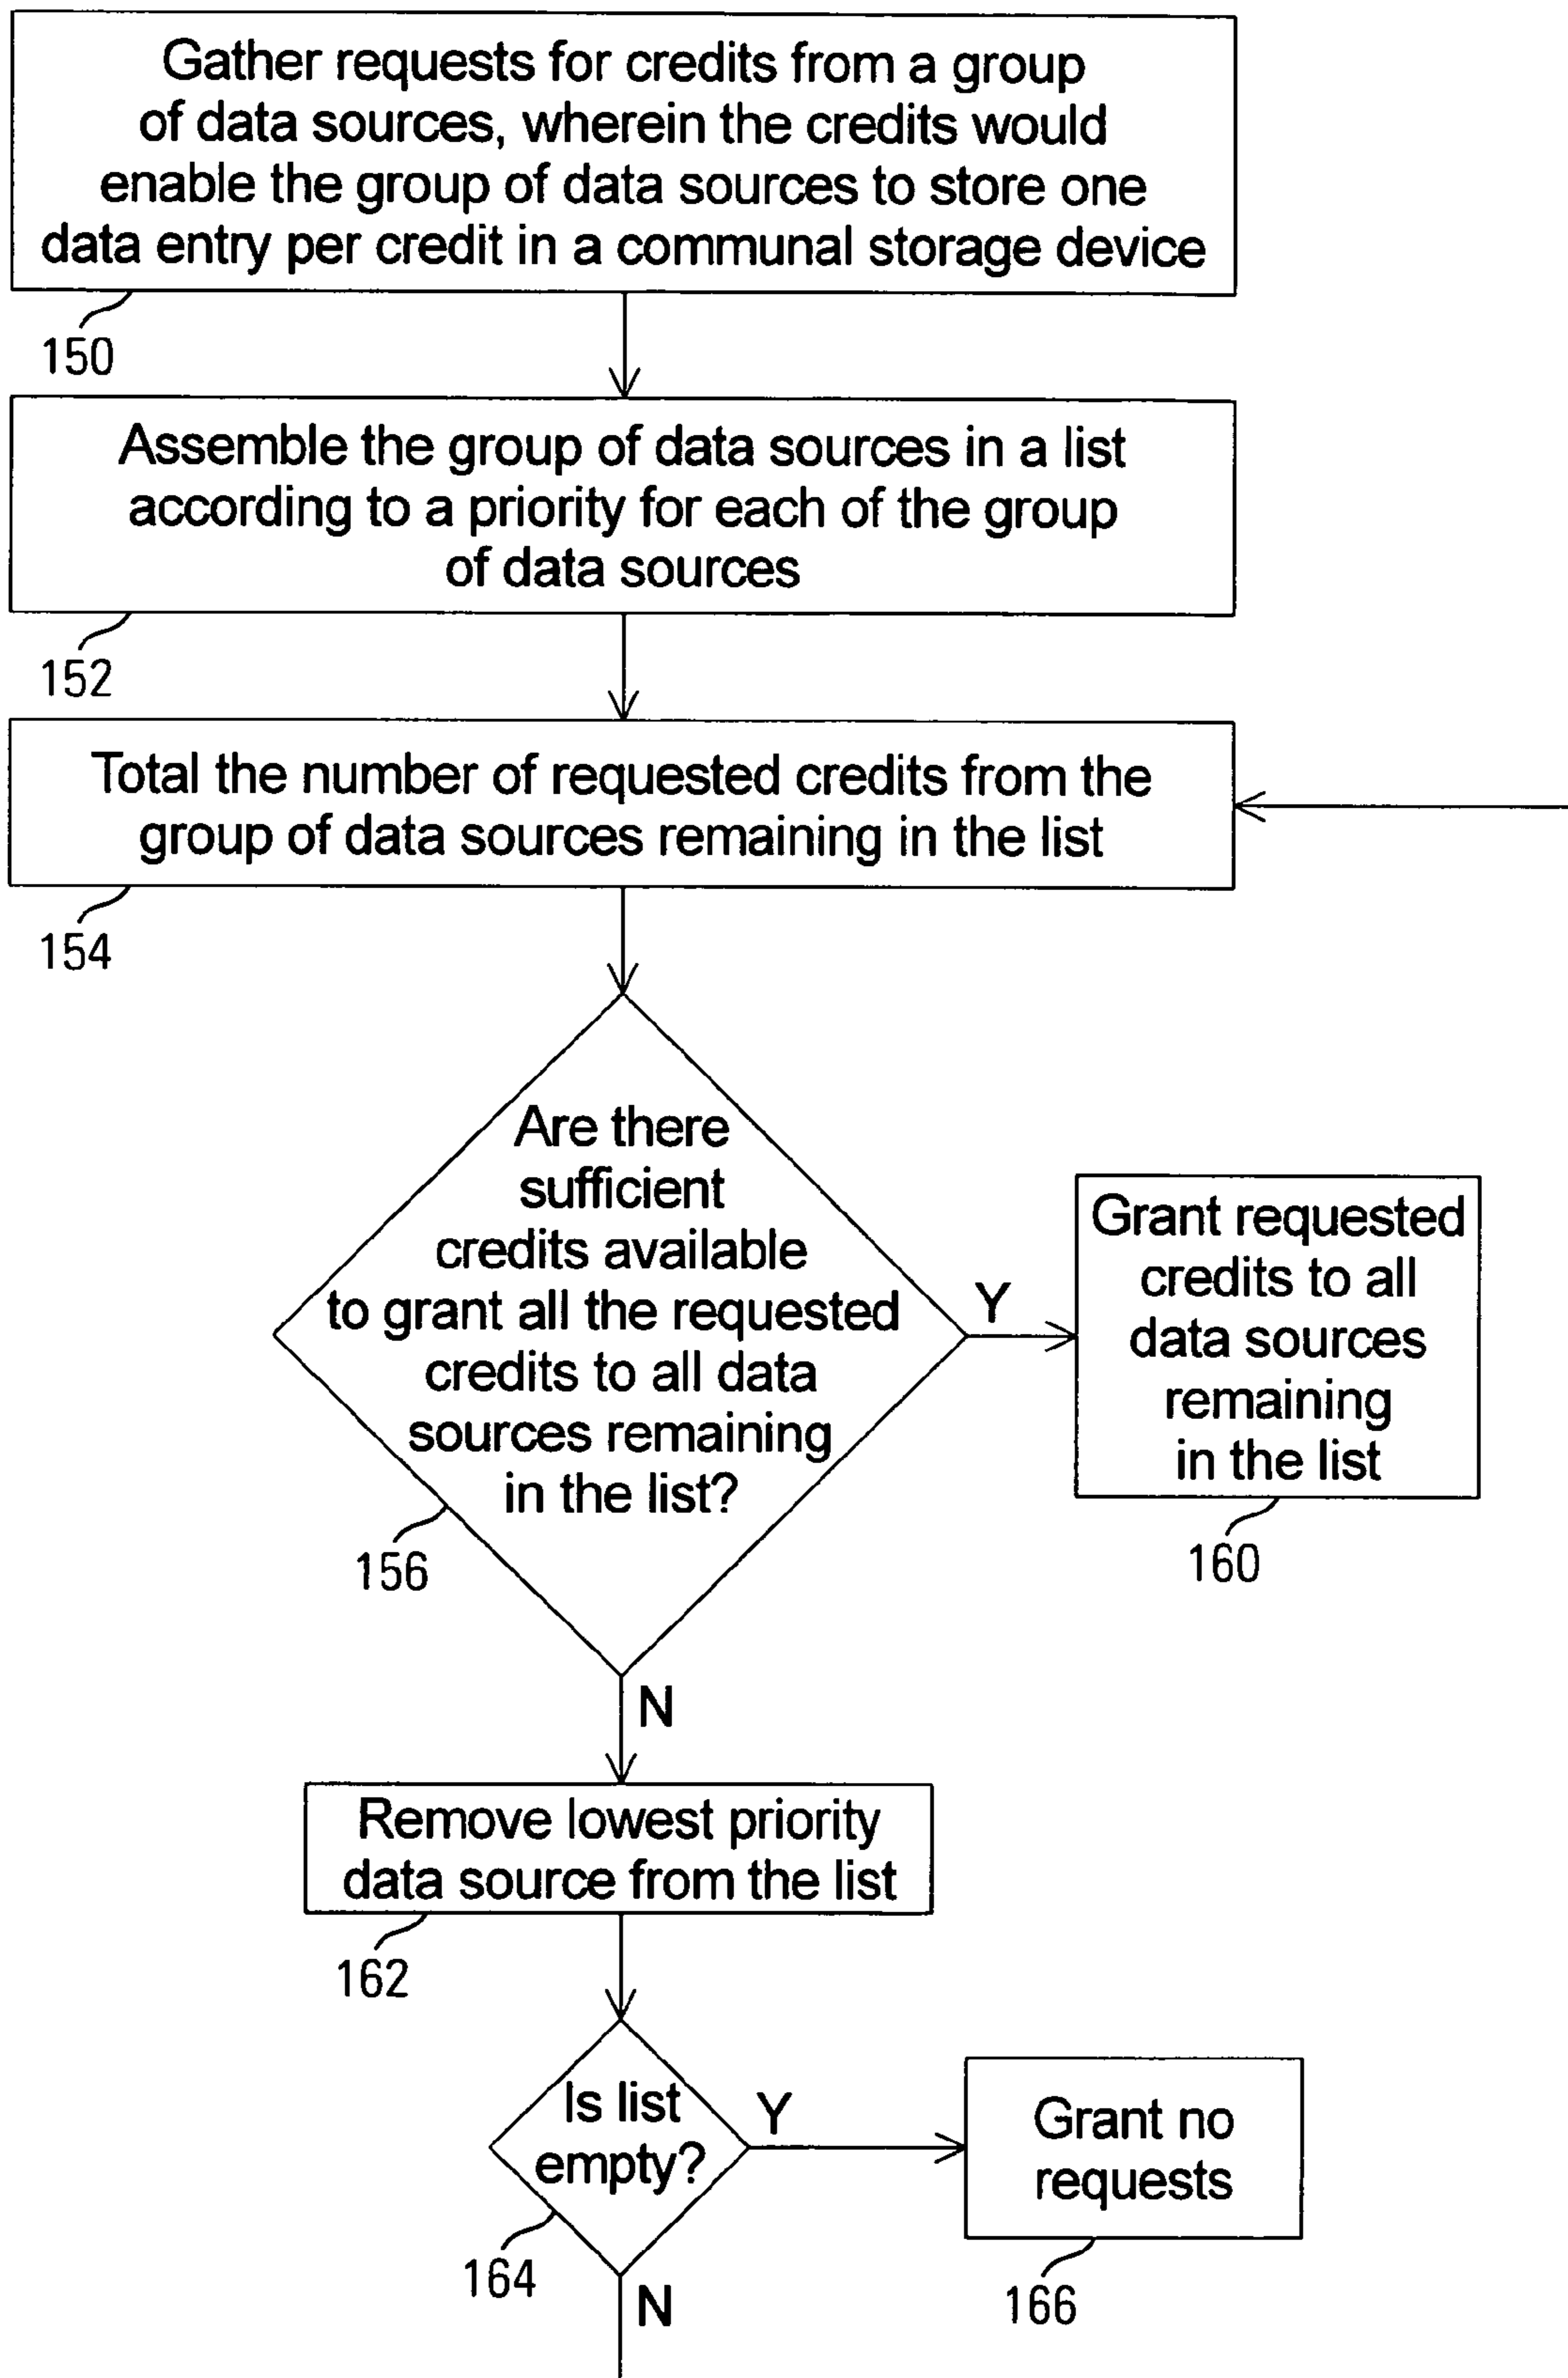 Gather requests for credits from a group
of data sources, wherein the credits would
enable the group of data sources to store one
data entry per credit in a communal storage device
150
Assemble the group of data sources in a list
according to a priority for each of the group
of data sources
152
Total the number of requested credits from the
group of data sources remaining in the list
154
Are there
sufficient
credits available
to grant all the requested
credits to all data
sources remaining
in the list?
156
Y
Grant requested
credits to all
data sources
remaining
in the list
160
N
Remove lowest priority
data source from the list
162
Is list
empty?
164
Y
Grant no
requests
166
N